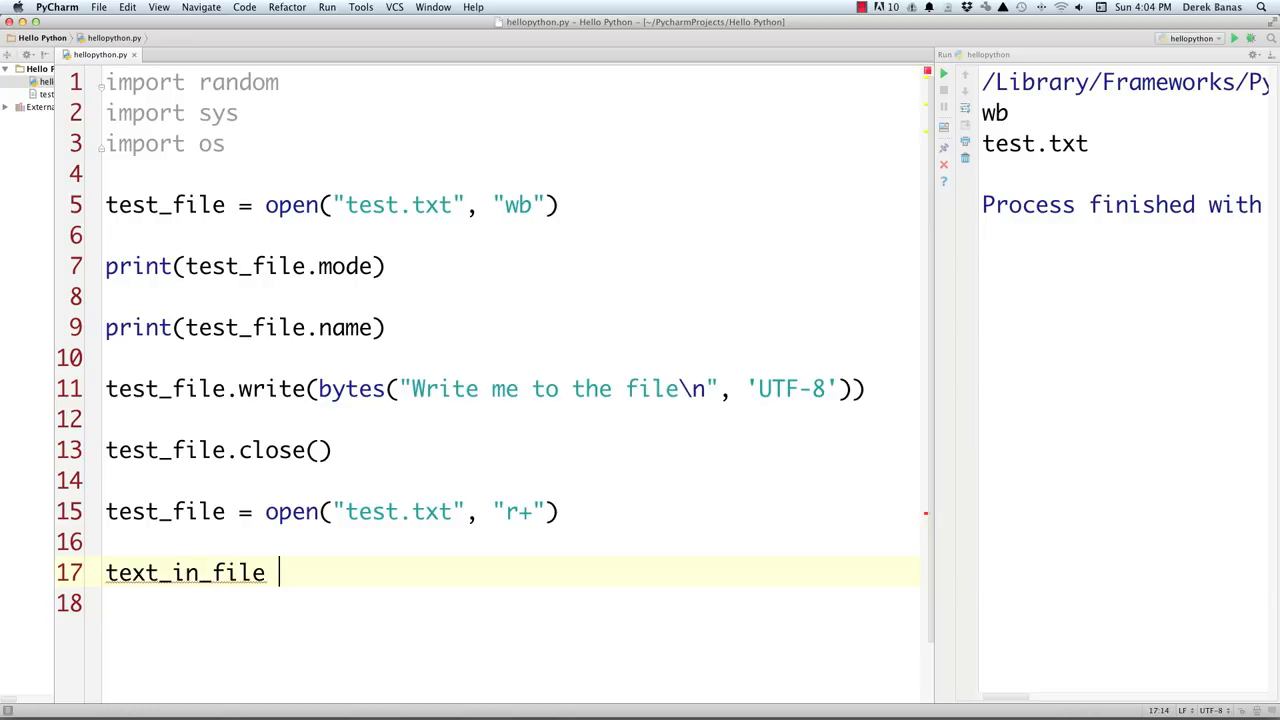 PyCharm File Edit View Navigate Code Refactor Run Tools VCS Window Help 10 Sun 4:04 PM Derek Banas
hellopython.py - Hello Python - [~/PycharmProjects/Hello Python]
Hello Python hellopython.py hellopython
hellopython.py Run hellopython
Hello P
hell
test
Extern
1 import random
2 import sys
3 import os
4
5 test_file = open("test.txt", "wb")
6
7 print(test_file.mode)
8
9 print(test_file.name)
10
11 test_file.write(bytes("Write me to the file\n", 'UTF-8'))
12
13 test_file.close()
14
15 test_file = open("test.txt", "r+")
16
17 text_in_file
18
/Library/Frameworks/Py
wb
test.txt
Process finished with
17:14 LF UTF-8